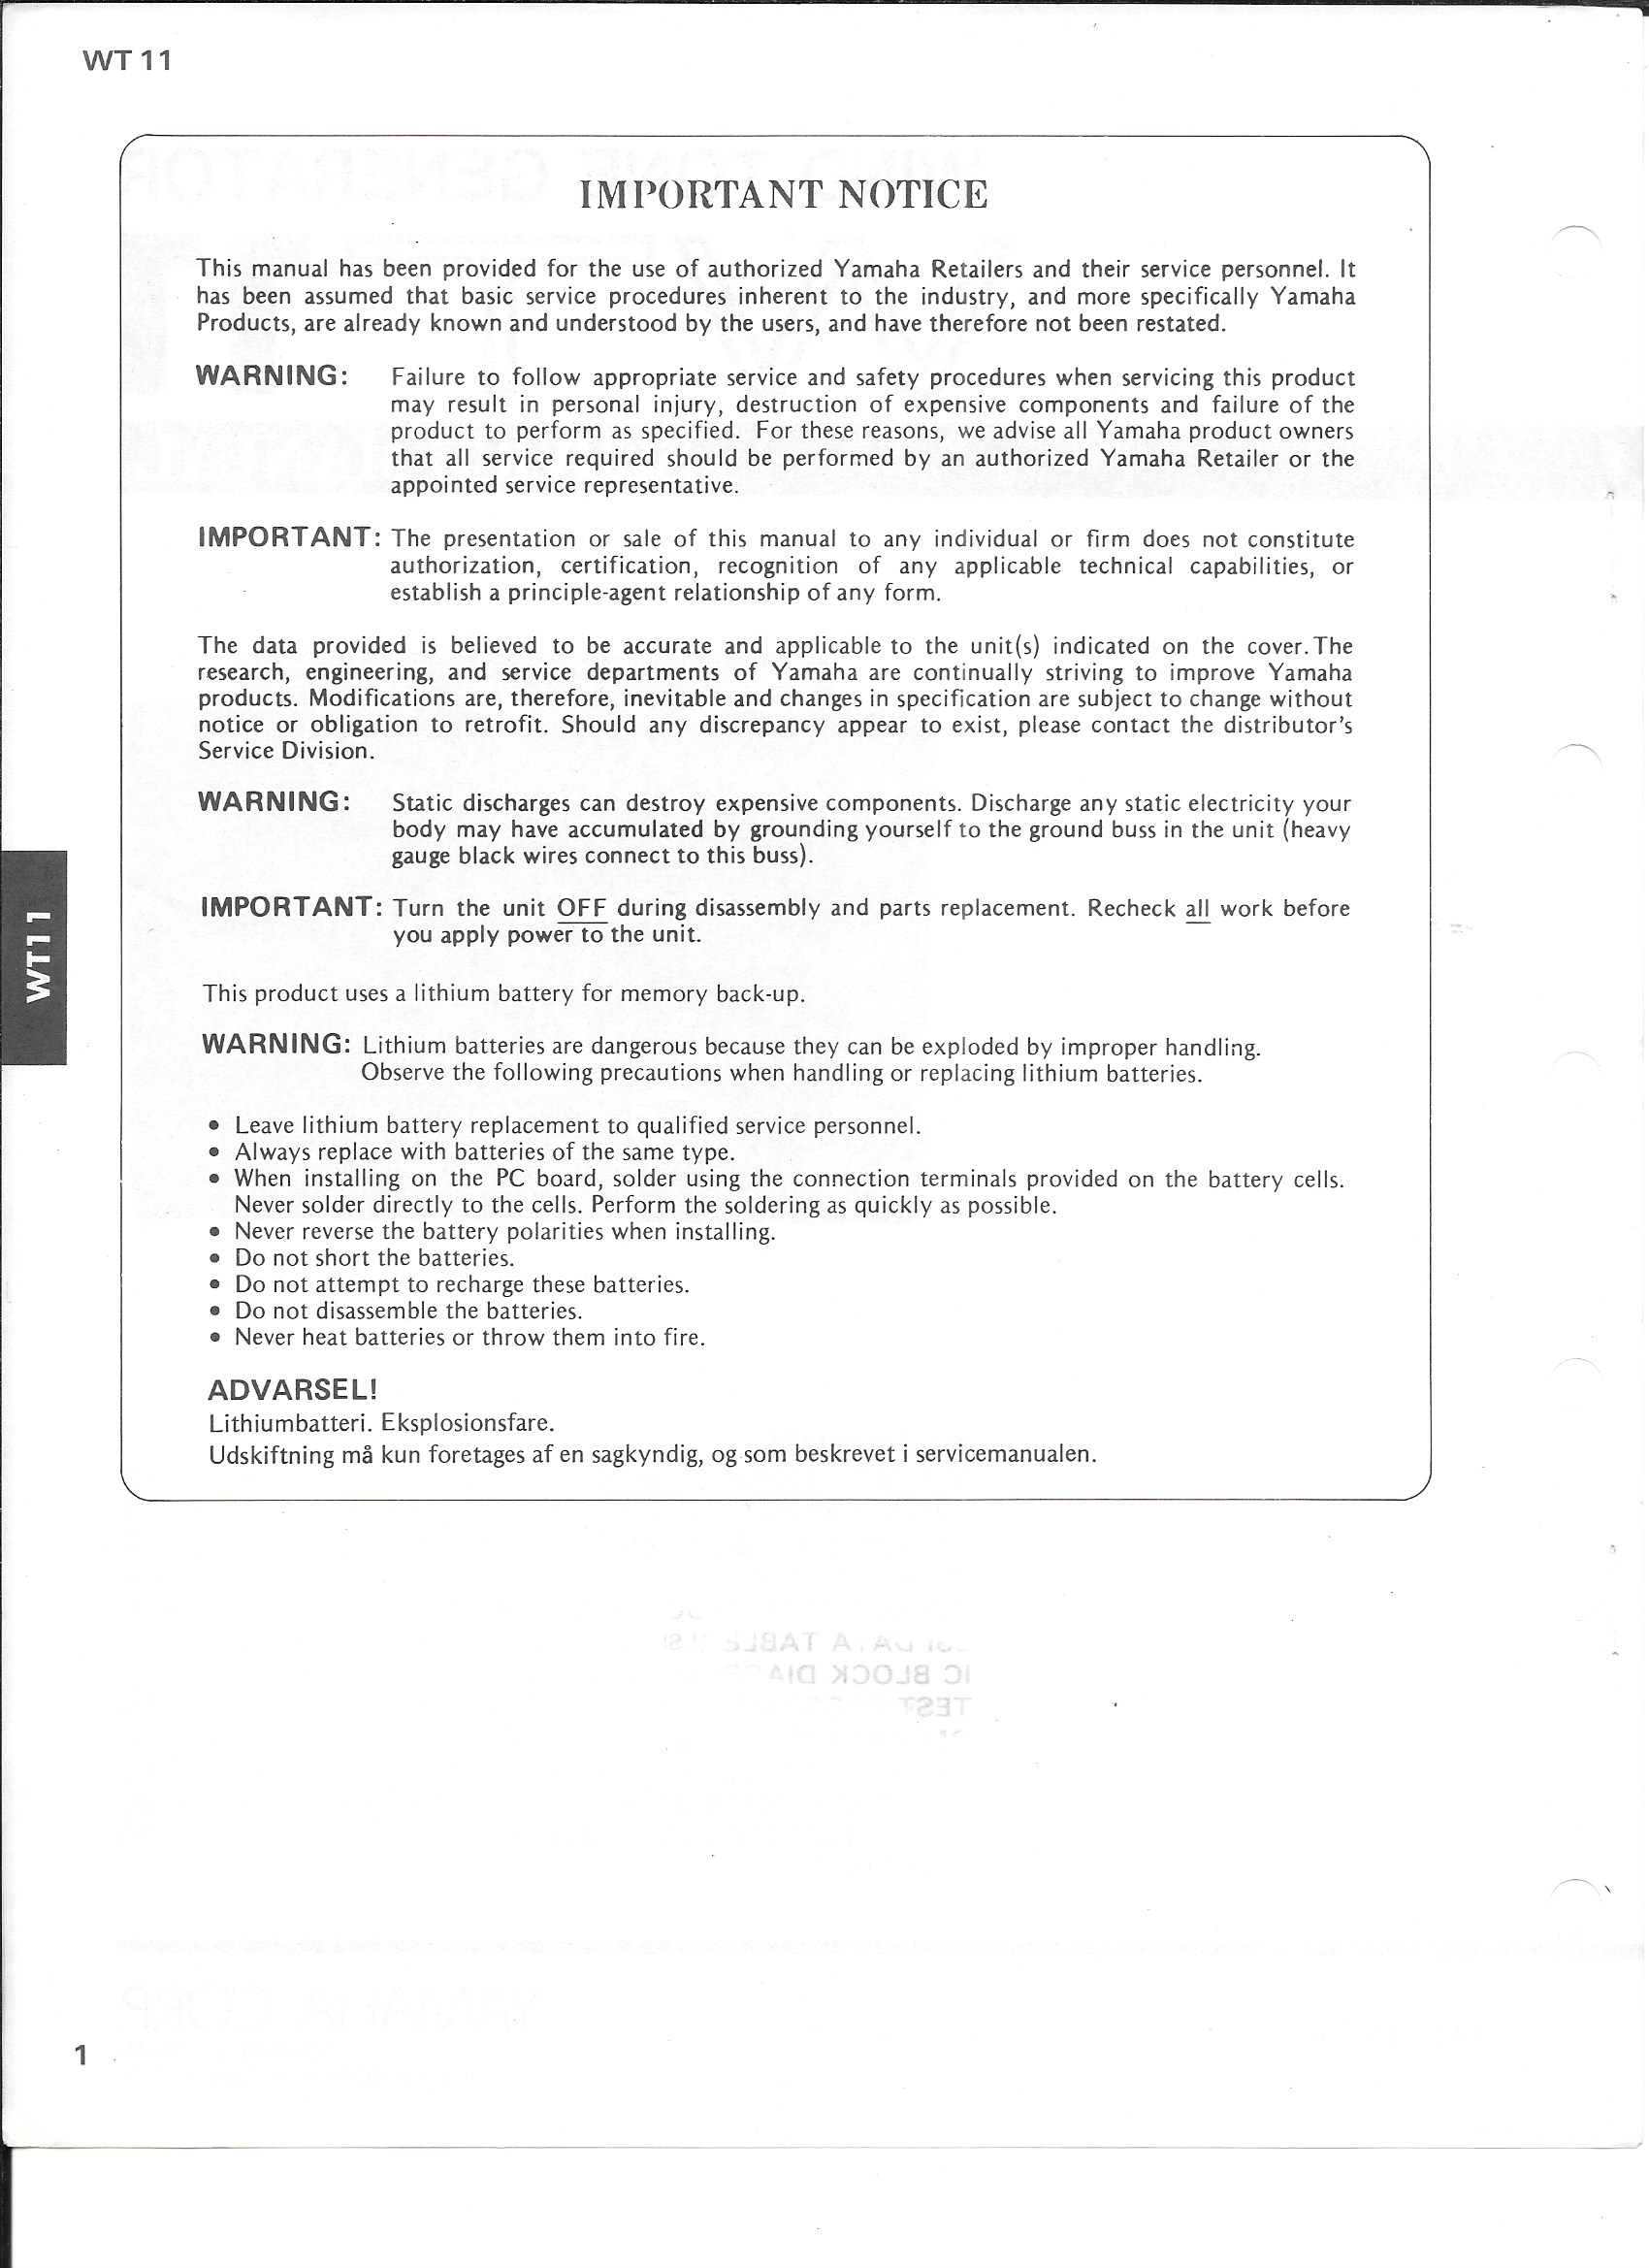 WT 11
IMPORTANT NOTICE
This manual has been provided for the use of authorized Yamaha Retailers and their service personnel. It
has been assumed that basic service procedures inherent to the industry, and more specifically Yamaha
Products, are already known and understood by the users, and have therefore not been restated.
WARNING: Failure to follow appropriate service and safety procedures when servicing this product
may result in personal injury, destruction of expensive components and failure of the
product to perform as specified. For these reasons, we advise all Yamaha product owners
that all service required should be performed by an authorized Yamaha Retailer or the
appointed service representative.
IMPORTANT: The presentation or sale of this manual to any individual or firm does not constitute
authorization, certification, recognition of any applicable technical capabilities, or
establish a principle-agent relationship of any form.
The data provided is believed to be accurate and applicable to the unit(s) indicated on the cover. The
research, engineering, and service departments of Yamaha are continually striving to improve Yamaha
products. Modifications are, therefore, inevitable and changes in specification are subject to change without
notice or obligation to retrofit. Should any discrepancy appear to exist, please contact the distributor's
Service Division.
WARNING: Static discharges can destroy expensive components. Discharge any static electricity your
body may have accumulated by grounding yourself to the ground buss in the unit (heavy
gauge black wires connect to this buss).
IMPORTANT: Turn the unit OFF during disassembly and parts replacement. Recheck all work before
you apply power to the unit.
This product uses a lithium battery for memory back-up.
WARNING: Lithium batteries are dangerous because they can be exploded by improper handling.
Observe the following precautions when handling or replacing lithium batteries.
• Leave lithium battery replacement to qualified service personnel.
• Always replace with batteries of the same type.
• When installing on the PC board, solder using the connection terminals provided on the battery cells.
Never solder directly to the cells. Perform the soldering as quickly as possible.
• Never reverse the battery polarities when installing.
• Do not short the batteries.
• Do not attempt to recharge these batteries.
• Do not disassemble the batteries.
• Never heat batteries or throw them into fire.
ADVARSEL!
Lithiumbatteri. Eksplosionsfare.
Udskiftning må kun foretages af en sagkyndig, og som beskrevet i servicemanualen.
WT11
1